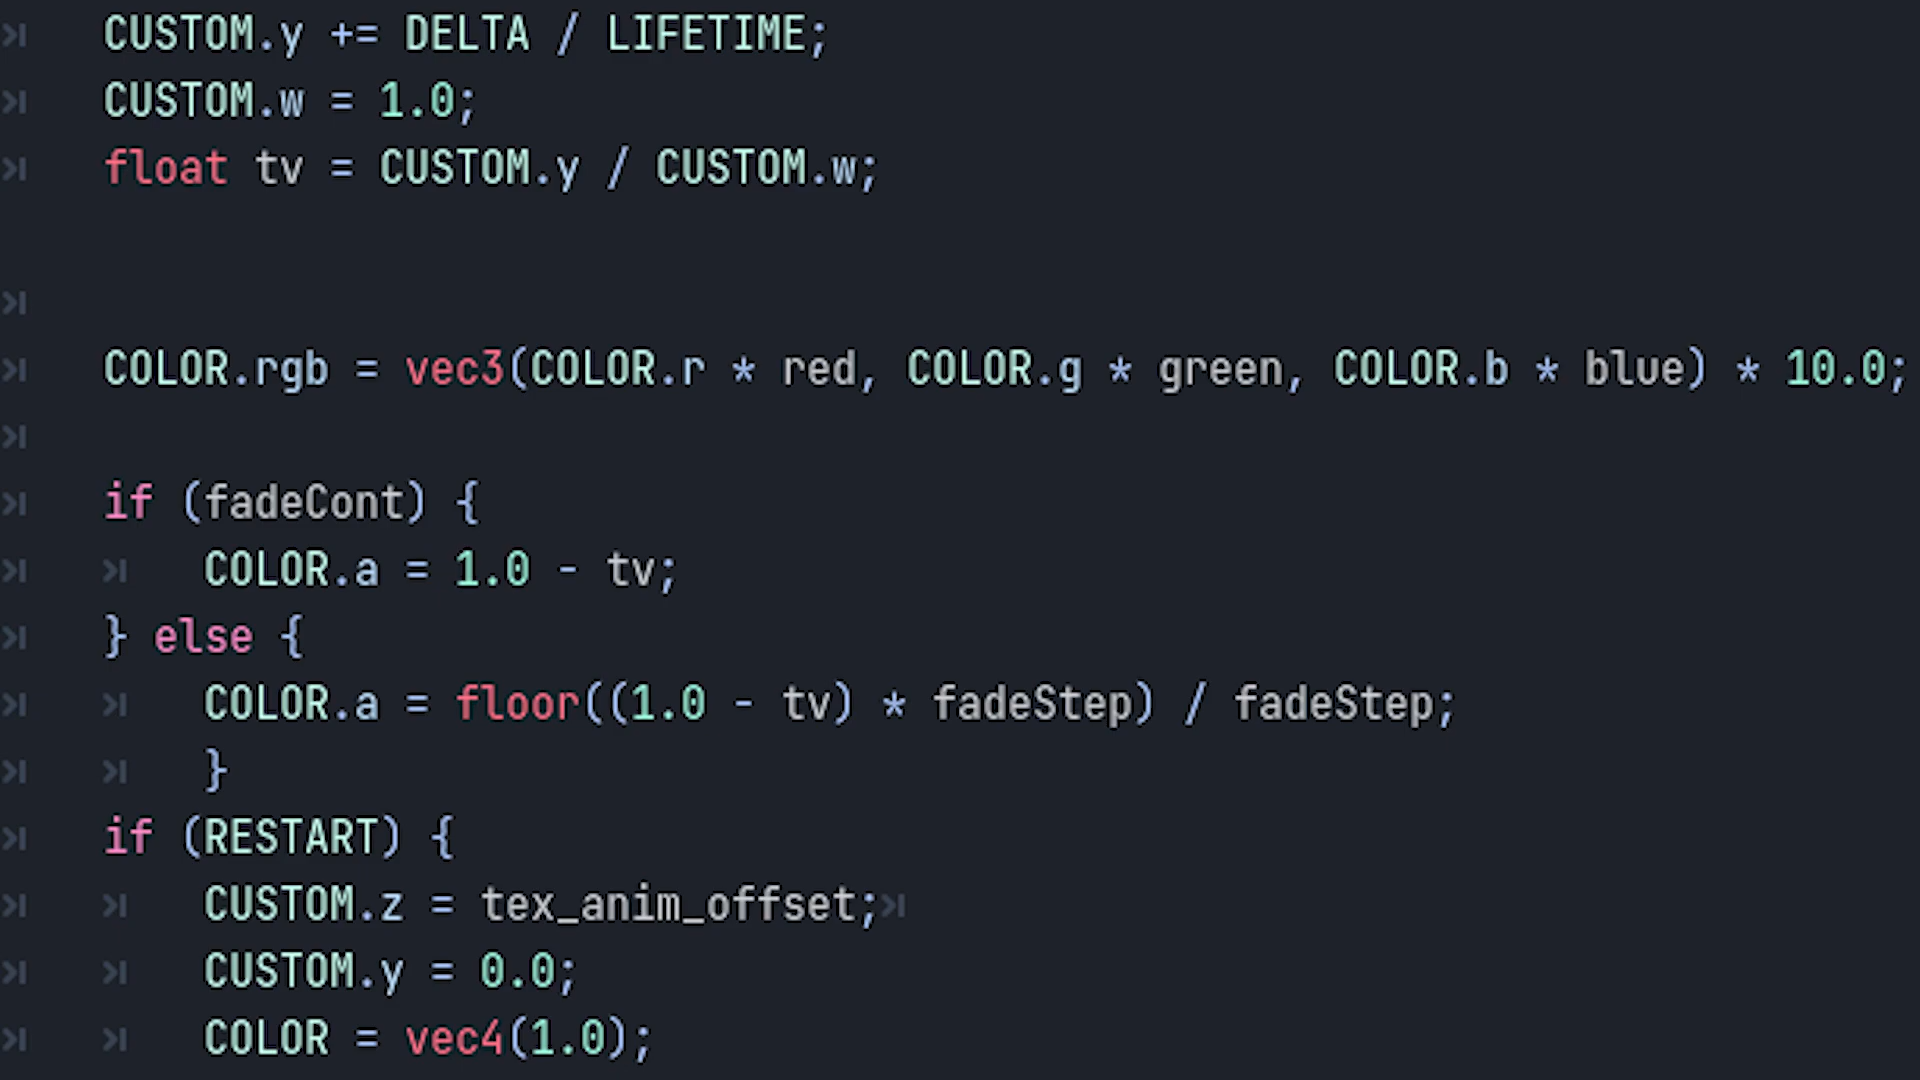 CUSTOM.y += DELTA / LIFETIME;
CUSTOM.w = 1.0;
float tv = CUSTOM.y / CUSTOM.w;
COLOR.rgb = vec3(COLOR.r * red, COLOR.g * green, COLOR.b * blue) * 10.0;
if (fadeCont) {
COLOR.a = 1.0 - tv;
} else {
COLOR.a = floor((1.0 - tv) * fadeStep) / fadeStep;
}
if (RESTART) {
CUSTOM.z = tex_anim_offset;
CUSTOM.y = 0.0;
COLOR = vec4(1.0);